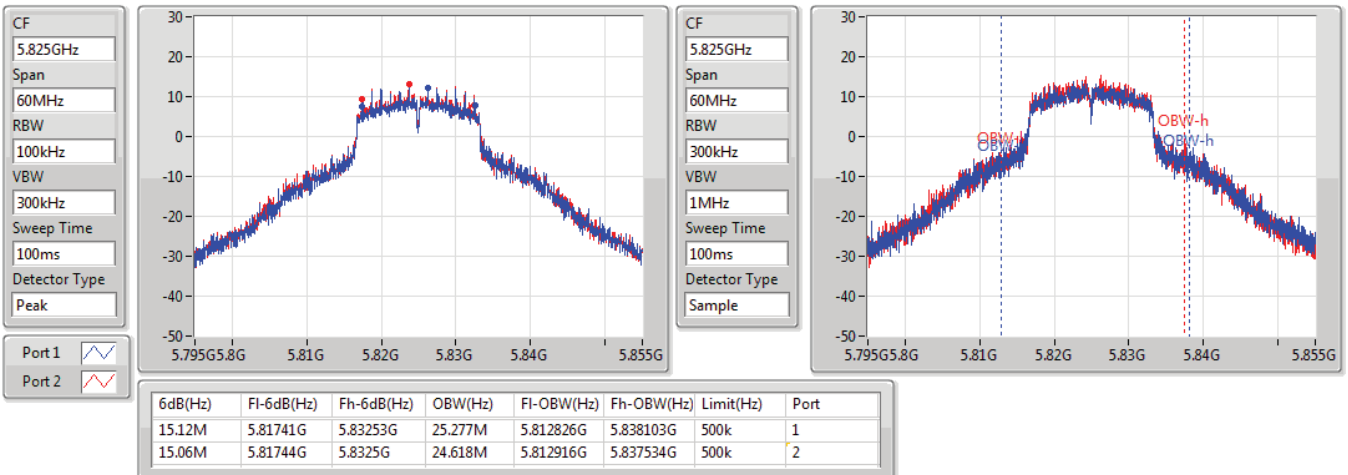 CF
5.825GHz
Span
60MHz
RBW
100kHz
VBW
300kHz
Sweep Time
100ms
Detector Type
Peak
Port 1
Port 2
30
20
10
0
-10
-20
-30
-40
-50
5.795G5.8G 5.81G 5.82G 5.83G 5.84G 5.855G
CF
5.825GHz
Span
60MHz
RBW
300kHz
VBW
1MHz
Sweep Time
100ms
Detector Type
Sample
30
20
10
0
-10
-20
-30
-40
-50
OBW-h
OBW-h
5.795G5.8G 5.81G 5.82G 5.83G 5.84G 5.855G
6dB(Hz) Fl-6dB(Hz) Fh-6dB(Hz) OBW(Hz) Fl-OBW(Hz) Fh-OBW(Hz) Limit(Hz) Port
15.12M 5.81741G 5.83253G 25.277M 5.812826G 5.838103G 500k 1
15.06M 5.81744G 5.8325G 24.618M 5.812916G 5.837534G 500k 2